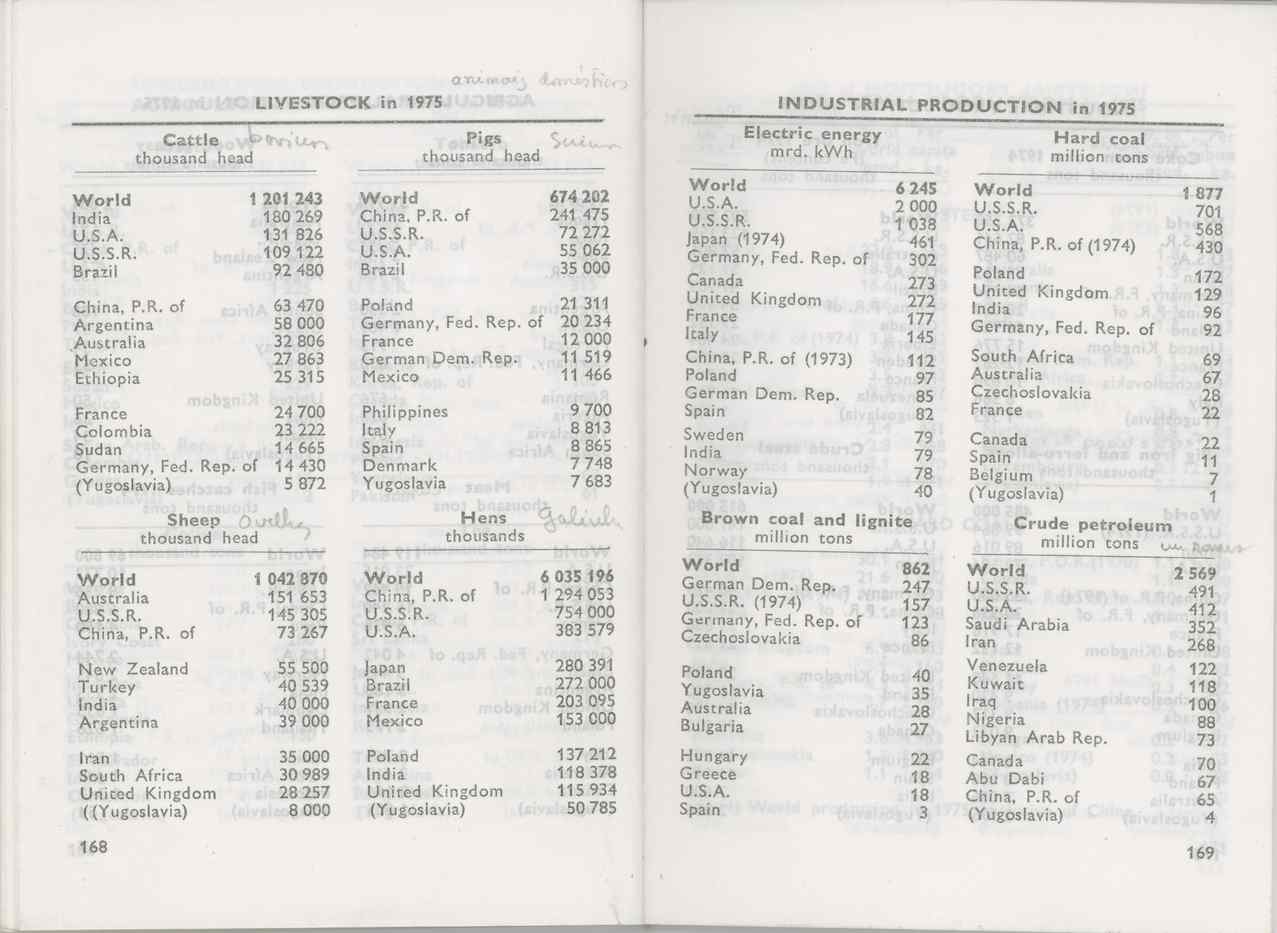 animais domésticos
LIVESTOCK in 1975
Cattle
thousand head
World 1 201 243
India 180 269
U.S.A. 131 826
U.S.S.R. 109 122
Brazil 92 480
China, P.R. of 63 470
Argentina 58 000
Australia 32 806
Mexico 27 863
Ethiopia 25 315
France 24 700
Colombia 23 222
Sudan 14 665
Germany, Fed. Rep. of 14 430
(Yugoslavia) 5 872
Pigs
thousand head
World 674 202
China, P.R. of 241 475
U.S.S.R. 72 272
U.S.A. 55 062
Brazil 35 000
Poland 21 311
Germany, Fed. Rep. of 20 234
France 12 000
German Dem. Rep. 11 519
Mexico 11 466
Philippines 9 700
Italy 8 813
Spain 8 865
Denmark 7 748
Yugoslavia 7 683
Sheep
thousand head
World 1 042 870
Australia 151 653
U.S.S.R. 145 305
China, P.R. of 73 267
New Zealand 55 500
Turkey 40 539
India 40 000
Argentina 39 000
Iran 35 000
South Africa 30 989
United Kingdom 28 257
((Yugoslavia) 8 000
Hens
thousands
World 6 035 196
China, P.R. of 1 294 053
U.S.S.R. 754 000
U.S.A. 383 579
Japan 280 391
Brazil 272 000
France 203 095
Mexico 153 000
Poland 137 212
India 118 378
United Kingdom 115 934
(Yugoslavia) 50 785
168
INDUSTRIAL PRODUCTION in 1975
Electric energy
mrd. kWh
World 6 245
U.S.A. 2 000
U.S.S.R. 1 038
Japan (1974) 461
Germany, Fed. Rep. of 302
Canada 273
United Kingdom 272
France 177
Italy 145
China, P.R. of (1973) 112
Poland 97
German Dem. Rep. 85
Spain 82
Sweden 79
India 79
Norway 78
(Yugoslavia) 40
Hard coal
million tons
World 1 877
U.S.S.R. 701
U.S.A. 568
China, P.R. of (1974) 430
Poland 172
United Kingdom 129
India 96
Germany, Fed. Rep. of 92
South Africa 69
Australia 67
Czechoslovakia 28
France 22
Canada 22
Spain 11
Belgium 7
(Yugoslavia) 1
Brown coal and lignite
million tons
World 862
German Dem. Rep. 247
U.S.S.R. (1974) 157
Germany, Fed. Rep. of 123
Czechoslovakia 86
Poland 40
Yugoslavia 35
Australia 28
Bulgaria 27
Hungary 22
Greece 18
U.S.A. 18
Spain 3
Crude petroleum
million tons
World 2 569
U.S.S.R. 491
U.S.A. 412
Saudi Arabia 352
Iran 268
Venezuela 122
Kuwait 118
Iraq 100
Nigeria 88
Libyan Arab Rep. 73
Canada 70
Abu Dabi 67
China, P.R. of 65
(Yugoslavia) 4
169